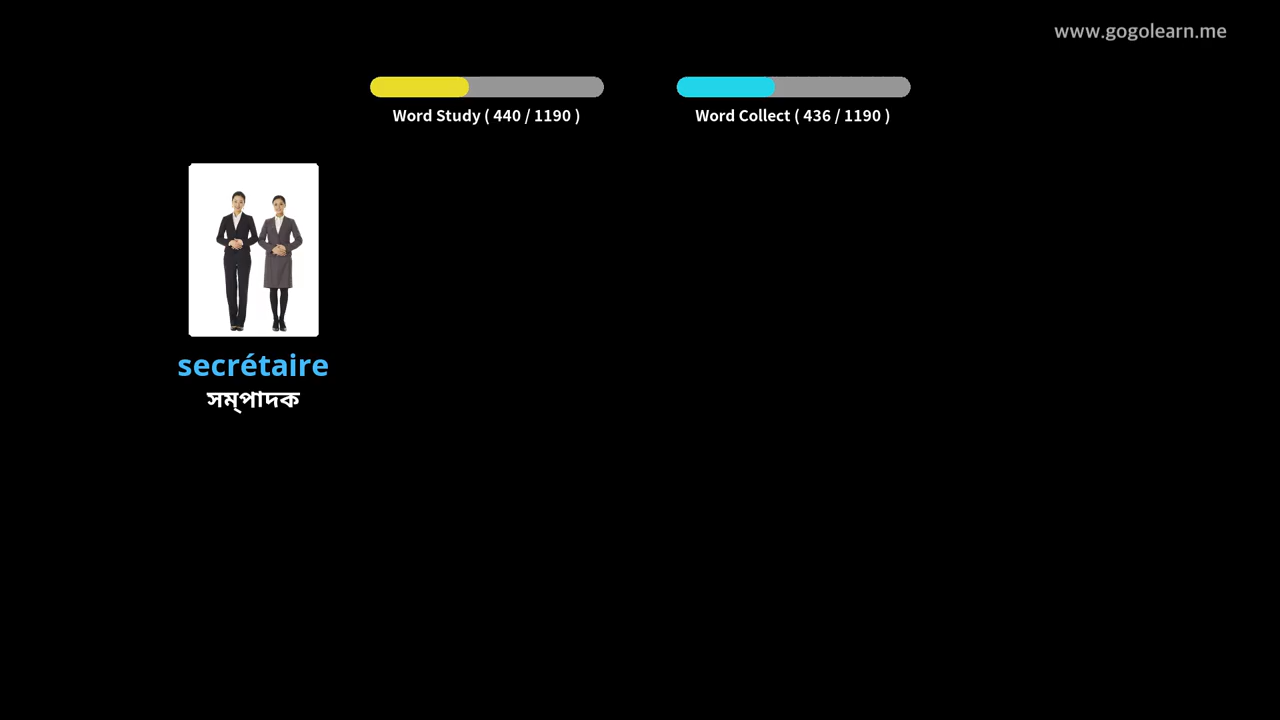 www.gogolearn.me
Word Study ( 440 / 1190 )
Word Collect ( 436 / 1190 )
secrétaire
সম্পাদক